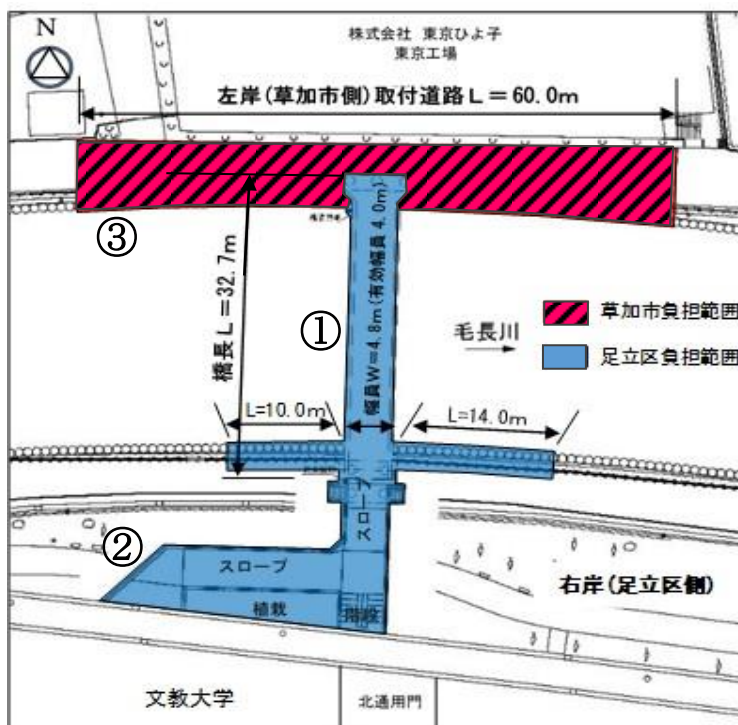 N
株式会社 東京ひよ子
東京工場
左岸(草加市側)取付道路L=60.0m
③
橋長L=32.7m
①
幅員W=4.8m(有効幅員 4.0m)
毛長川
草加市負担範囲
足立区負担範囲
L=10.0m
L=14.0m
スロープ
②
スロープ
植栽
階段
右岸(足立区側)
文教大学
北通用門